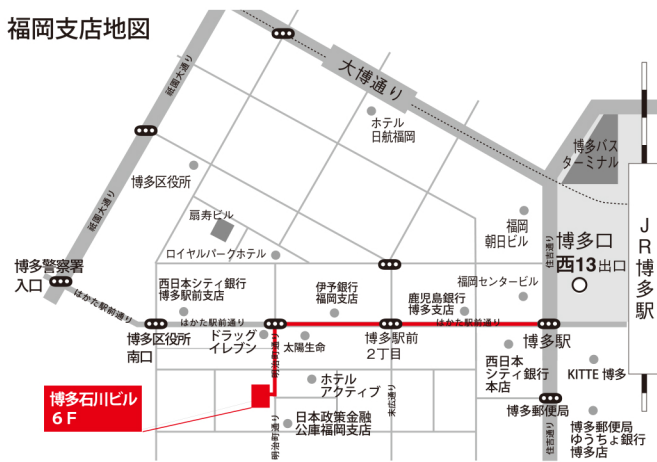 福岡支店地図
祇園大通り
大博通り
ホテル
日航福岡
博多バス
ターミナル
博多区役所
祇園大通り
扇寿ビル
福岡
朝日ビル
住吉通り
博多口
西13出口
JR博多駅
ロイヤルパークホテル
博多警察署
入口
はかた駅前通り
西日本シティ銀行
博多駅前支店
伊予銀行
福岡支店
鹿児島銀行
博多支店
福岡センタービル
はかた駅前通り
はかた駅前通り
博多区役所
南口
ドラッグ
イレブン
明治町通り
太陽生命
博多駅前
2丁目
博多駅
西日本
シティ銀行
本店
KITTE 博多
ホテル
アクティブ
末広通り
博多石川ビル
6F
日本政策金融
公庫福岡支店
明治町通り
博多郵便局
住吉通り
博多郵便局
ゆうちょ銀行
博多店